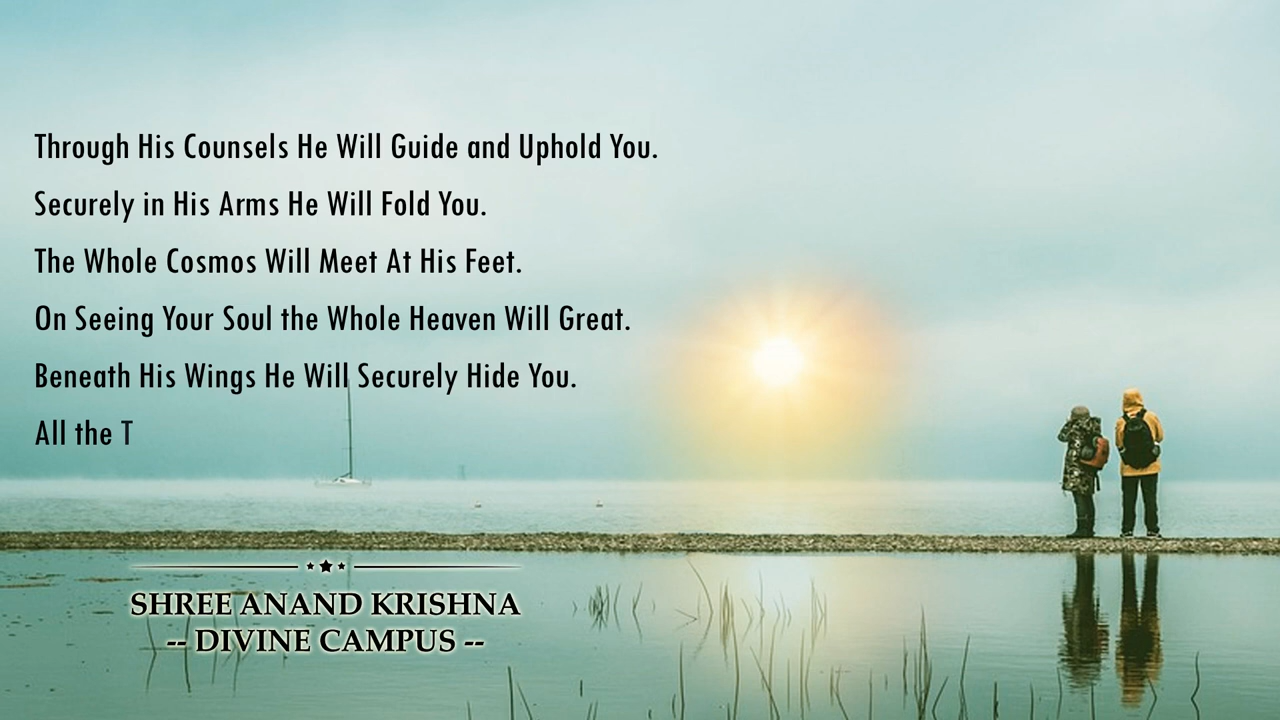 Through His Counsels He Will Guide and Uphold You.
Securely in His Arms He Will Fold You.
The Whole Cosmos Will Meet At His Feet.
On Seeing Your Soul the Whole Heaven Will Great.
Beneath His Wings He Will Securely Hide You.
All the T
SHREE ANAND KRISHNA
-- DIVINE CAMPUS --